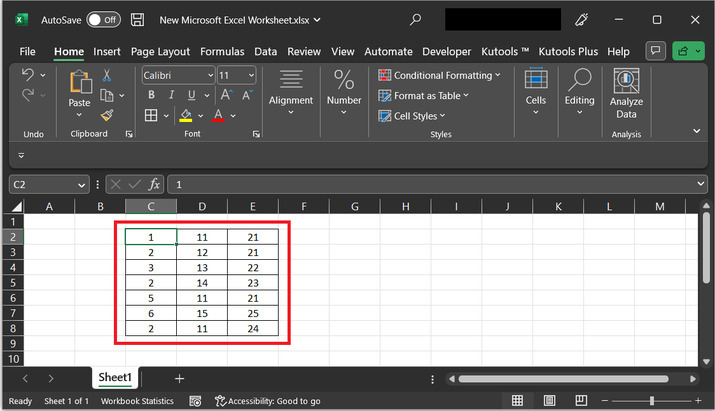 AutoSave Off New Microsoft Excel Worksheet.xlsx
File Home Insert Page Layout Formulas Data Review View Automate Developer Kutools ™ Kutools Plus Help
Calibri 11 Conditional Formatting
Paste B I U A A Alignment Number Format as Table Cells Editing Analyze Data
A Cell Styles
Undo Clipboard Font Styles Analysis
C2 fx 1
A B C D E F G H I J K L M
1
2 1 11 21
3 2 12 21
4 3 13 22
5 2 14 23
6 5 11 21
7 6 15 25
8 2 11 24
9
10
Sheet1
Ready Sheet 1 of 1 Workbook Statistics Accessibility: Good to go